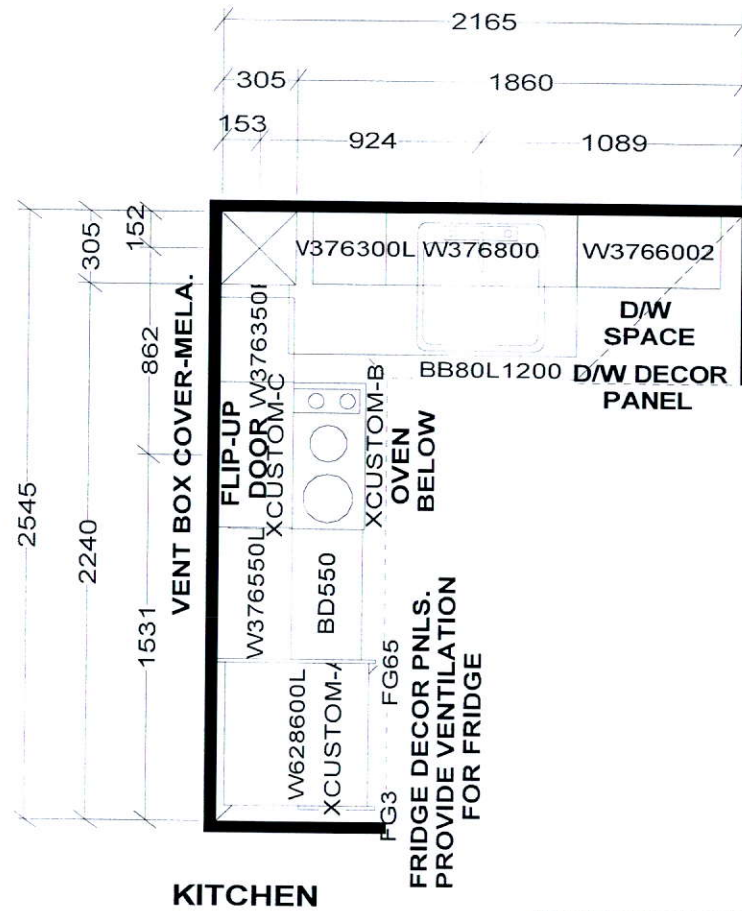 2165
305
1860
153
924
1089
152
305
862
2545
2240
1531
VENT BOX COVER-MELA.
W376300L
W376800
W3766002
D/W
SPACE
BB80L1200
D/W DECOR
PANEL
FLIP-UP
DOOR
W376350
XCUSTOM-C
XCUSTOM-B
OVEN
BELOW
W376550L
BD550
W628600L
XCUSTOM-A
FG65
FG3
FRIDGE DECOR PNLS.
PROVIDE VENTILATION
FOR FRIDGE
KITCHEN